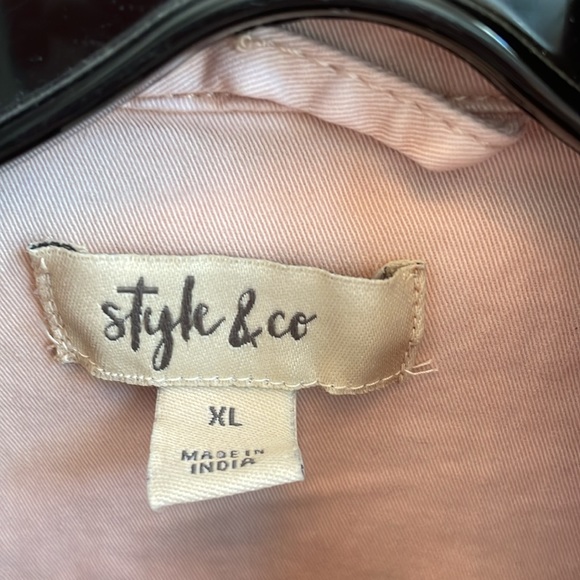 style & co
XL
MADE IN
INDIA